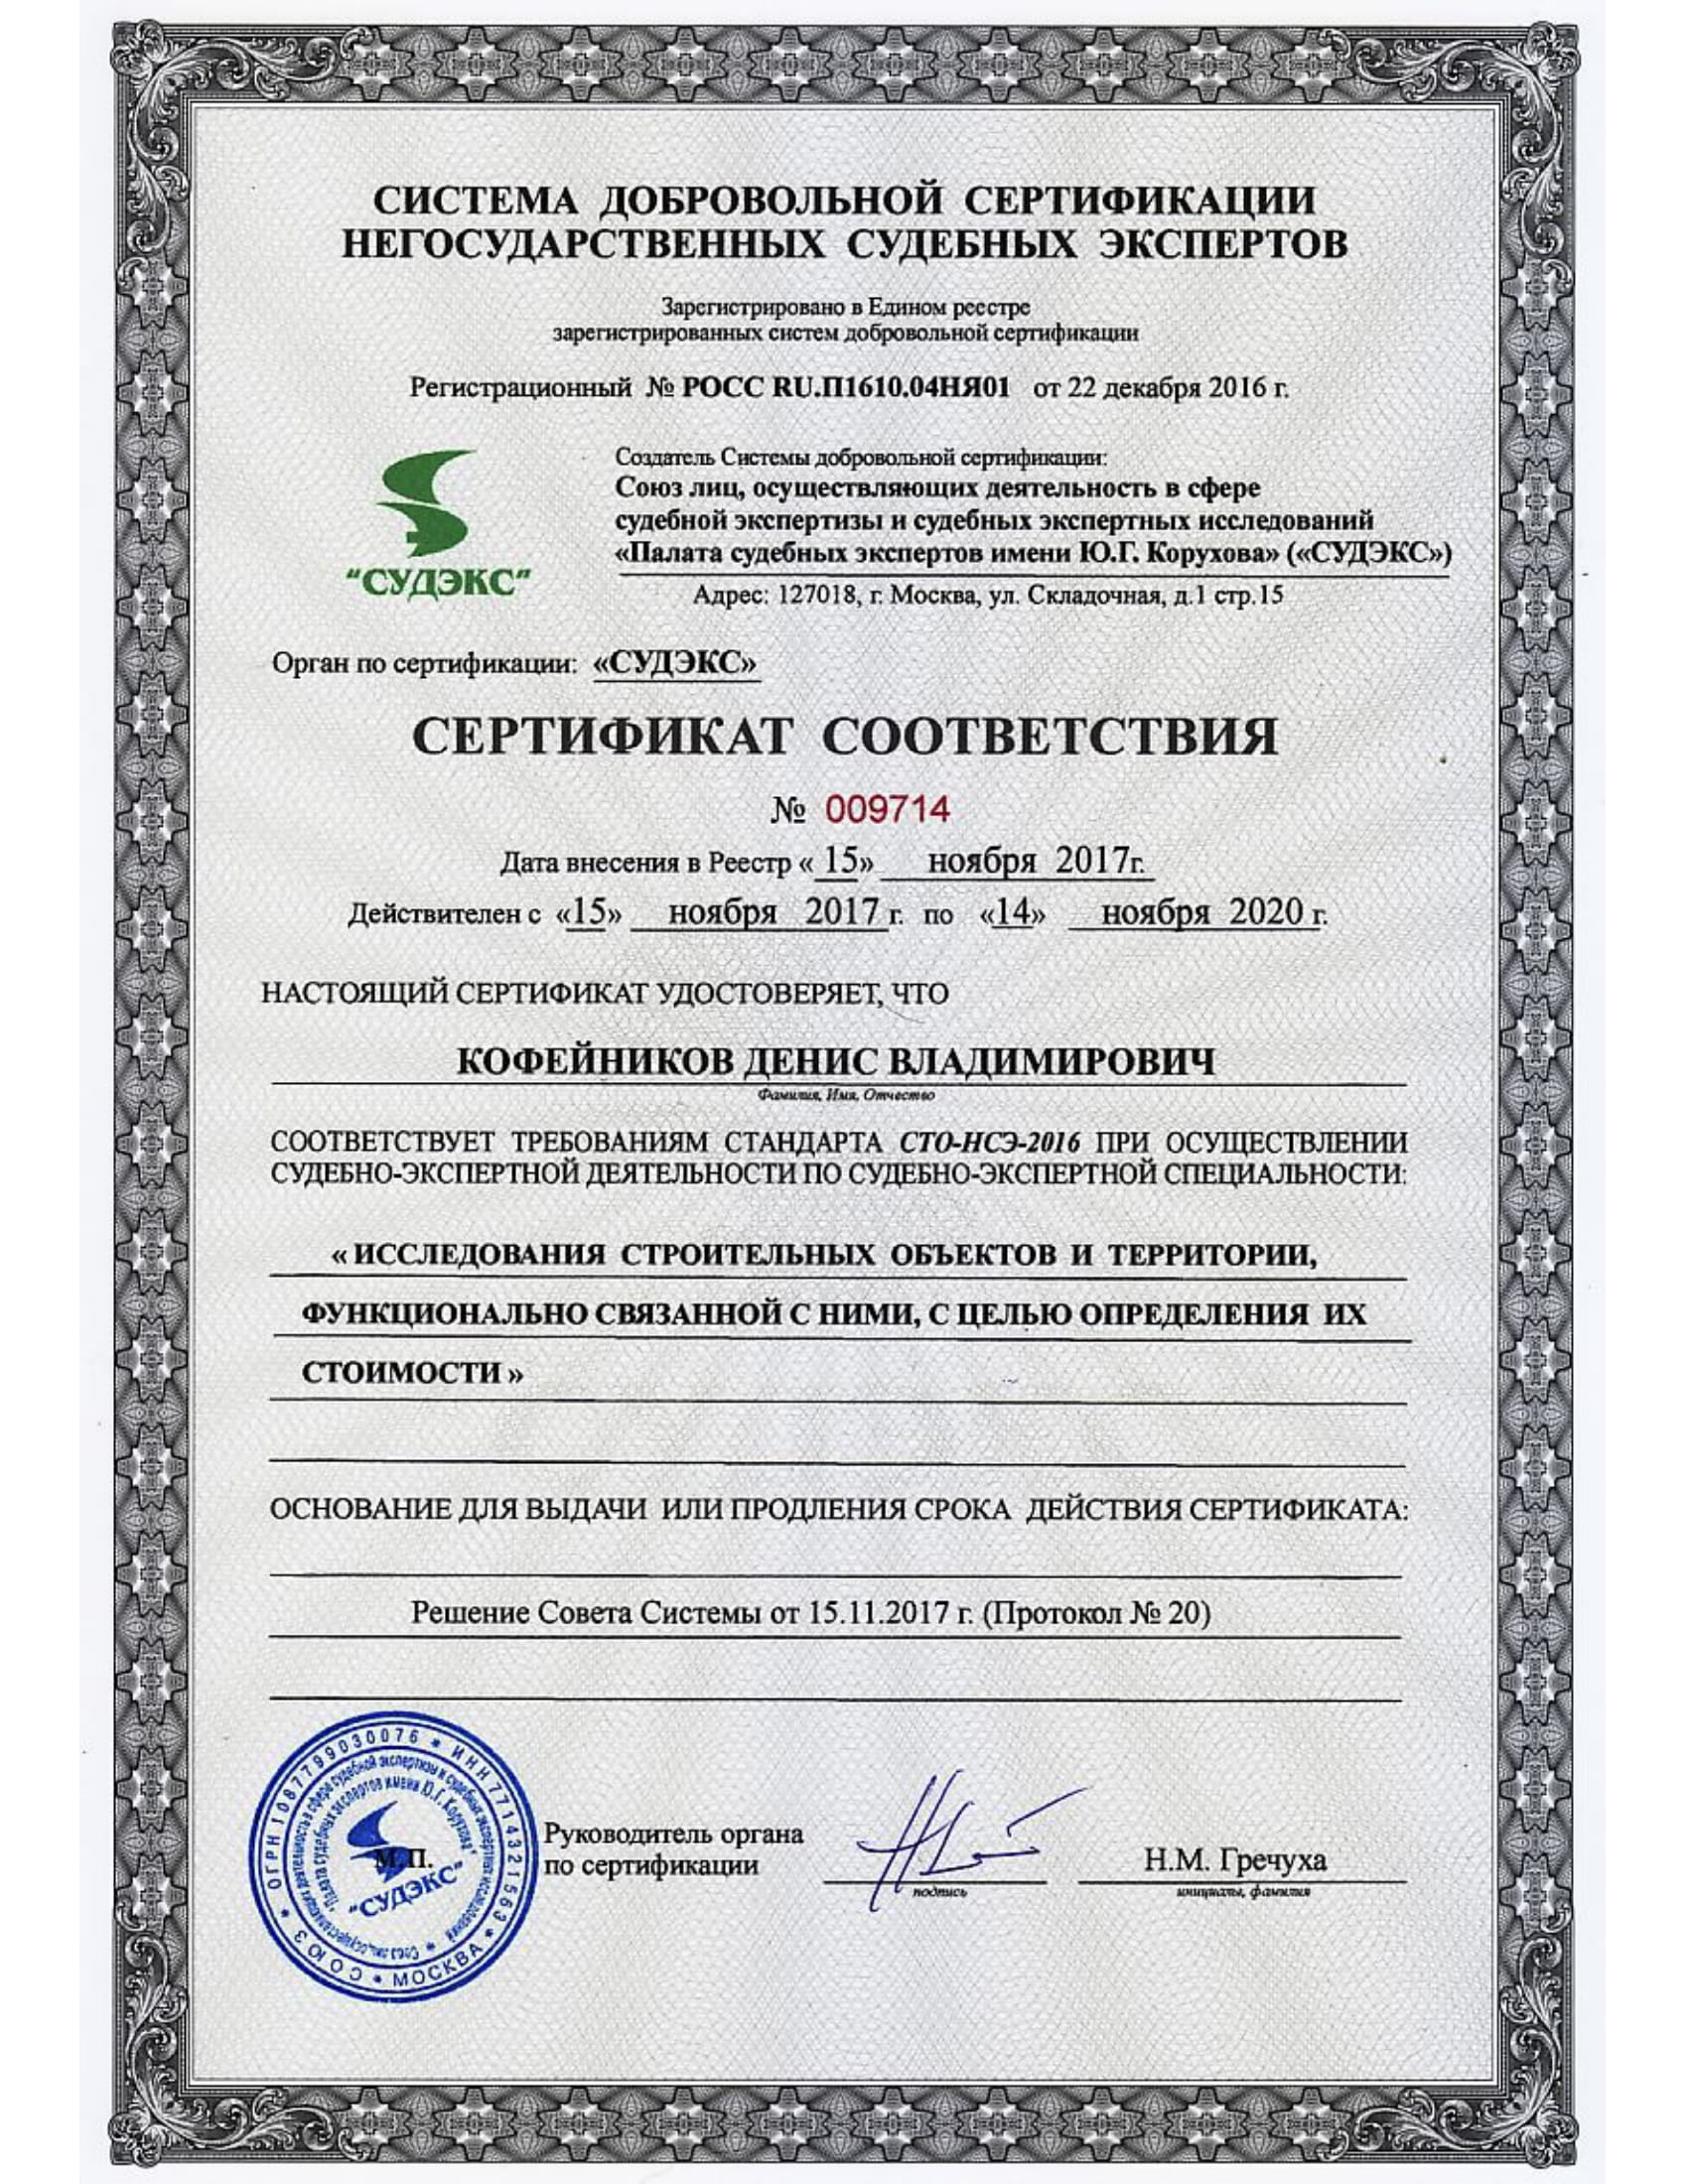 СИСТЕМА ДОБРОВОЛЬНОЙ СЕРТИФИКАЦИИ
НЕГОСУДАРСТВЕННЫХ СУДЕБНЫХ ЭКСПЕРТОВ
Зарегистрировано в Едином реестре
зарегистрированных систем добровольной сертификации
Регистрационный № РОСС RU.П1610.04НЯ01 от 22 декабря 2016 г.
Создатель Системы добровольной сертификации:
Союз лиц, осуществляющих деятельность в сфере
судебной экспертизы и судебных экспертных исследований
«Палата судебных экспертов имени Ю.Г. Корухова» («СУДЭКС»)
"СУДЭКС"
Адрес: 127018, г. Москва, ул. Складочная, д.1 стр.15
Орган по сертификации: «СУДЭКС»
СЕРТИФИКАТ СООТВЕТСТВИЯ
№ 009714
Дата внесения в Реестр « 15» ноября 2017г.
Действителен с «15» ноября 2017 г. по «14» ноября 2020 г.
НАСТОЯЩИЙ СЕРТИФИКАТ УДОСТОВЕРЯЕТ, ЧТО
КОФЕЙНИКОВ ДЕНИС ВЛАДИМИРОВИЧ
Фамилия, Имя, Отчество
СООТВЕТСТВУЕТ ТРЕБОВАНИЯМ СТАНДАРТА СТО-НСЭ-2016 ПРИ ОСУЩЕСТВЛЕНИИ
СУДЕБНО-ЭКСПЕРТНОЙ ДЕЯТЕЛЬНОСТИ ПО СУДЕБНО-ЭКСПЕРТНОЙ СПЕЦИАЛЬНОСТИ:
« ИССЛЕДОВАНИЯ СТРОИТЕЛЬНЫХ ОБЪЕКТОВ И ТЕРРИТОРИИ,
ФУНКЦИОНАЛЬНО СВЯЗАННОЙ С НИМИ, С ЦЕЛЬЮ ОПРЕДЕЛЕНИЯ ИХ
СТОИМОСТИ »
ОСНОВАНИЕ ДЛЯ ВЫДАЧИ ИЛИ ПРОДЛЕНИЯ СРОКА ДЕЙСТВИЯ СЕРТИФИКАТА:
Решение Совета Системы от 15.11.2017 г. (Протокол № 20)
СОЮЗ * ОГРН 1087799030076 * ИНН 7714321563 * МОСКВА
Союз лиц, осуществляющих деятельность в сфере судебной экспертизы и судебных экспертных исследований
"Палата судебных экспертов имени Ю.Г. Корухова"
"СУДЭКС"
М.П.
Руководитель органа
по сертификации
подпись
Н.М. Гречуха
инициалы, фамилия